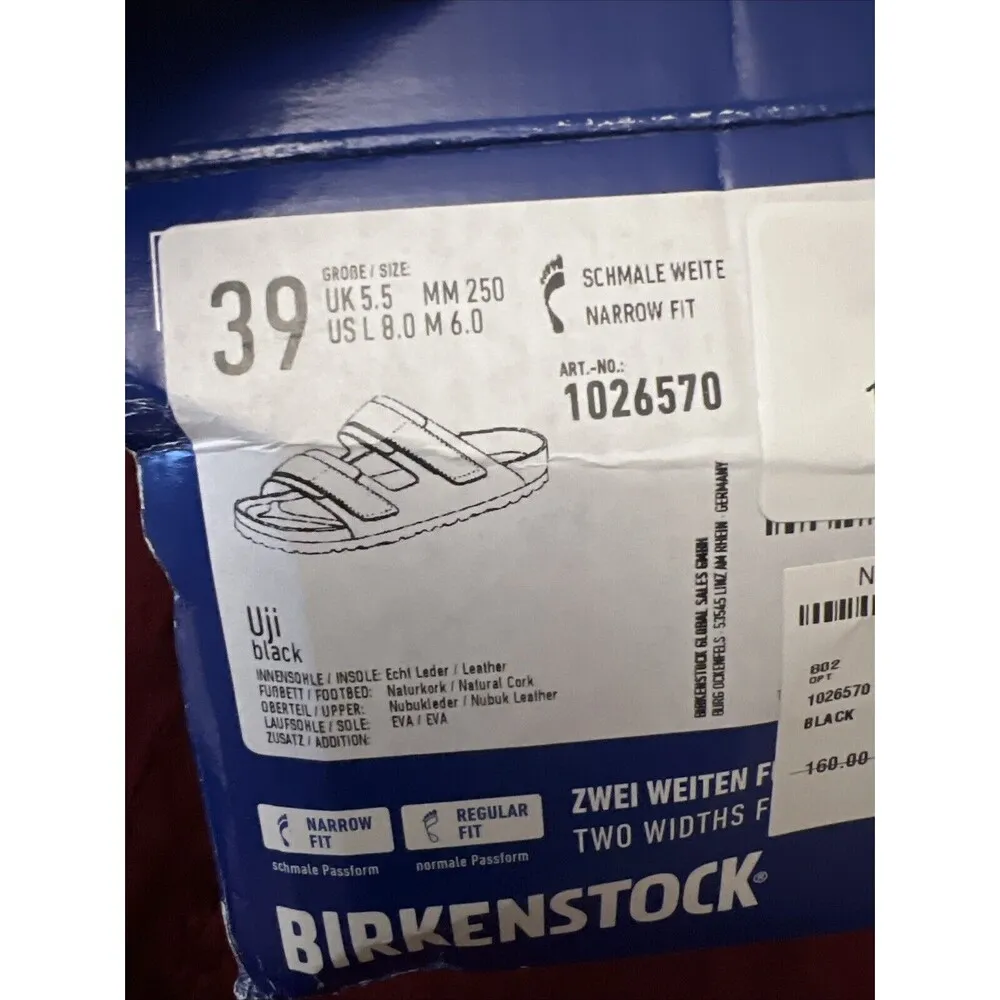 39
GRÖßE / SIZE:
UK 5.5 MM 250
US L 8.0 M 6.0
SCHMALE WEITE
NARROW FIT
ART.-NO.:
1026570
Uji
black
INNENSOHLE / INSOLE: Echt Leder / Leather
FUßBETT / FOOTBED: Naturkork / Natural Cork
OBERTEIL / UPPER: Nubukleder / Nubuk Leather
LAUFSOHLE / SOLE: EVA / EVA
ZUSATZ / ADDITION:
BIRKENSTOCK GLOBAL SALES GMBH
BURG OCKENFELS - 53545 LINZ AM RHEIN - GERMANY
N
802
OPT
1026570
BLACK
160.00
NARROW FIT
schmale Passform
REGULAR FIT
normale Passform
ZWEI WEITEN
TWO WIDTHS
BIRKENSTOCK®